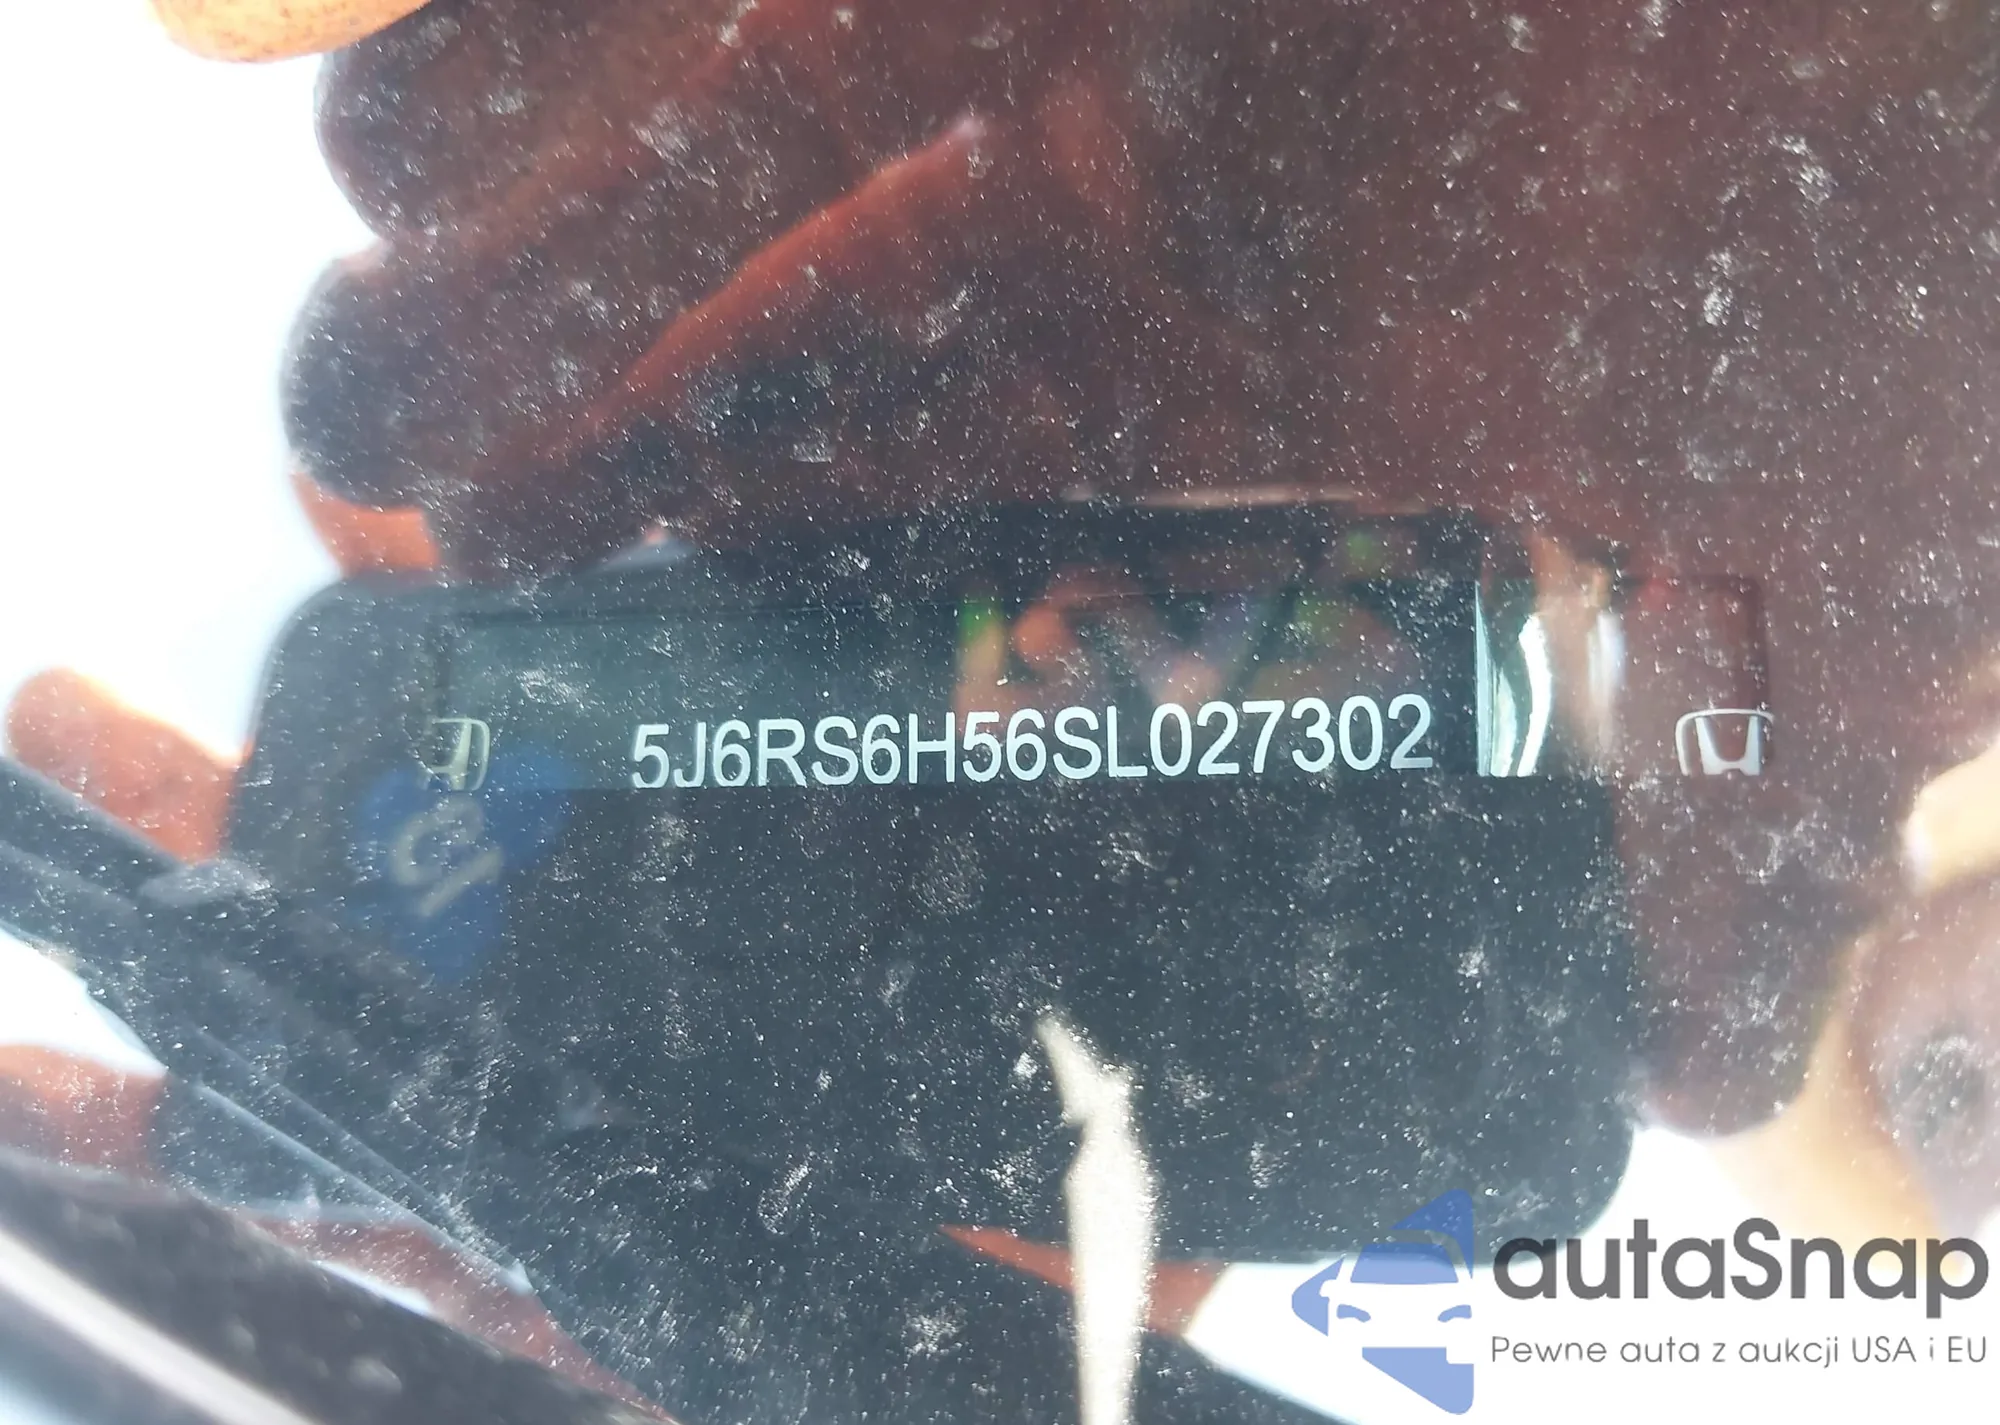 5J6RS6H56SL027302
autaSnap
Pewne auta z aukcji USA i EU